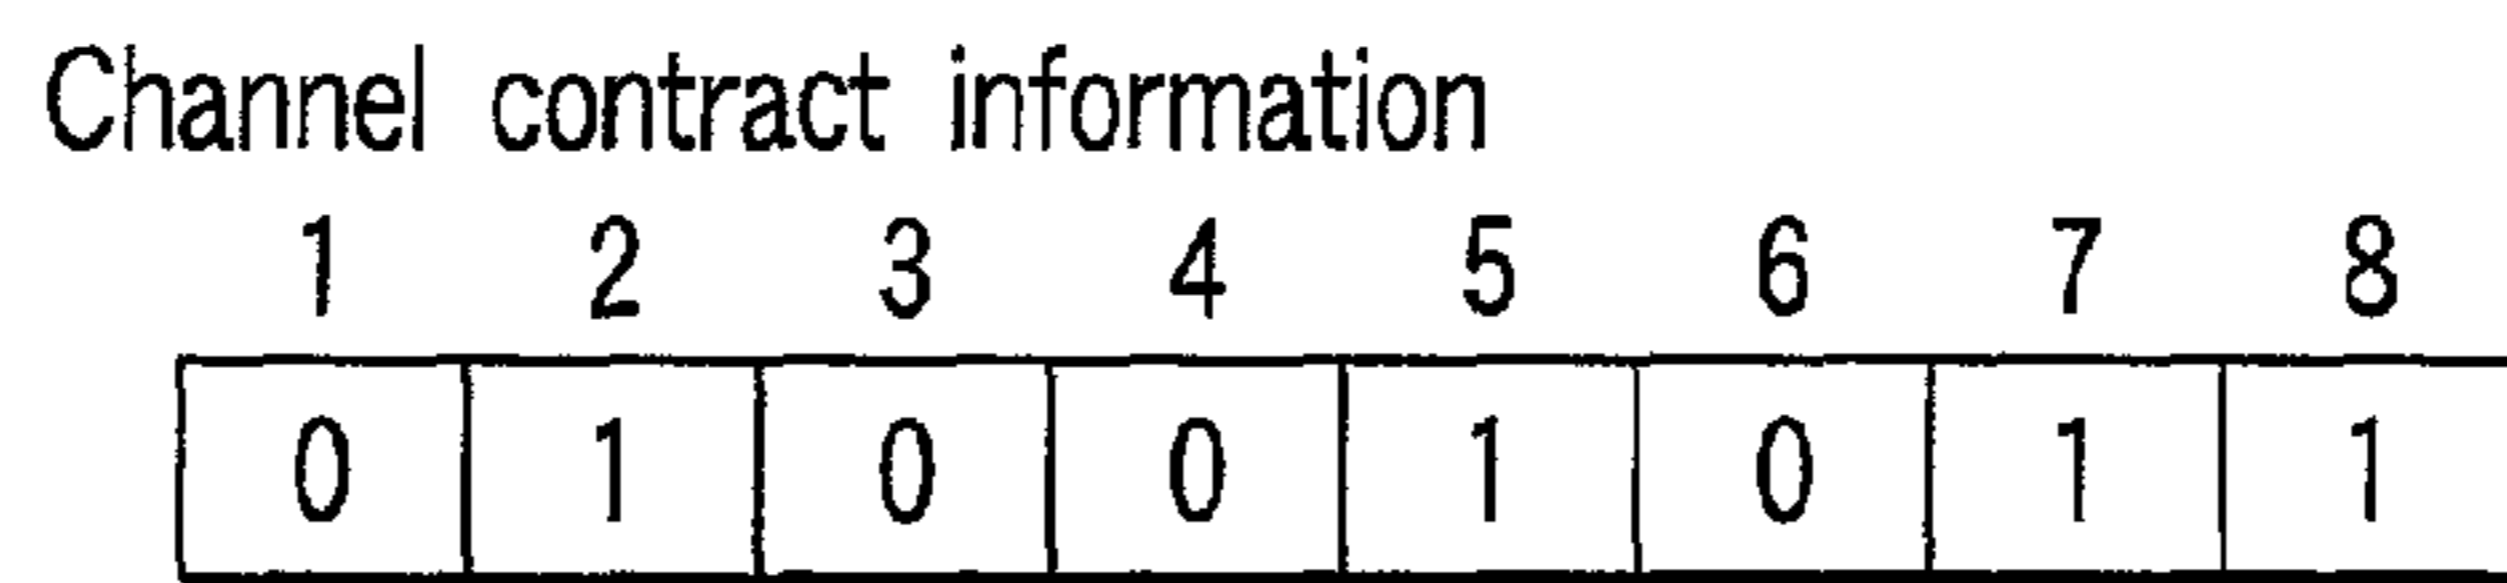 Channel contract information
1 2 3 4 5 6 7 8
0 1 0 0 1 0 1 1